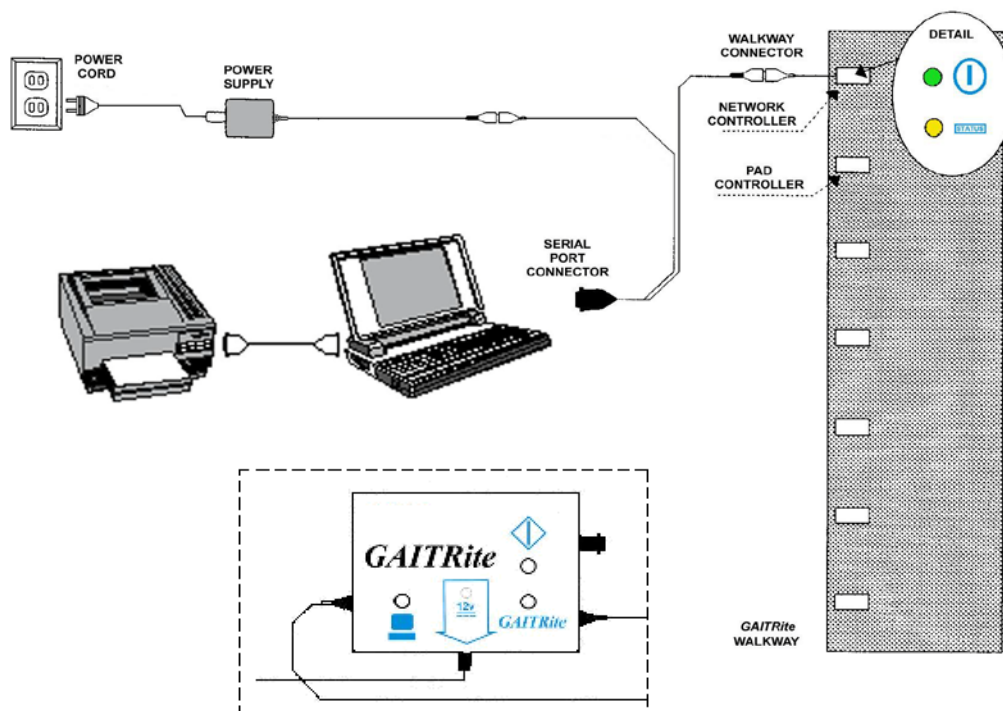 POWER
CORD
POWER
SUPPLY
WALKWAY
CONNECTOR
DETAIL
NETWORK
CONTROLLER
STATUS
PAD
CONTROLLER
SERIAL
PORT
CONNECTOR
GAITRite
12v
GAITRite
GAITRite
WALKWAY